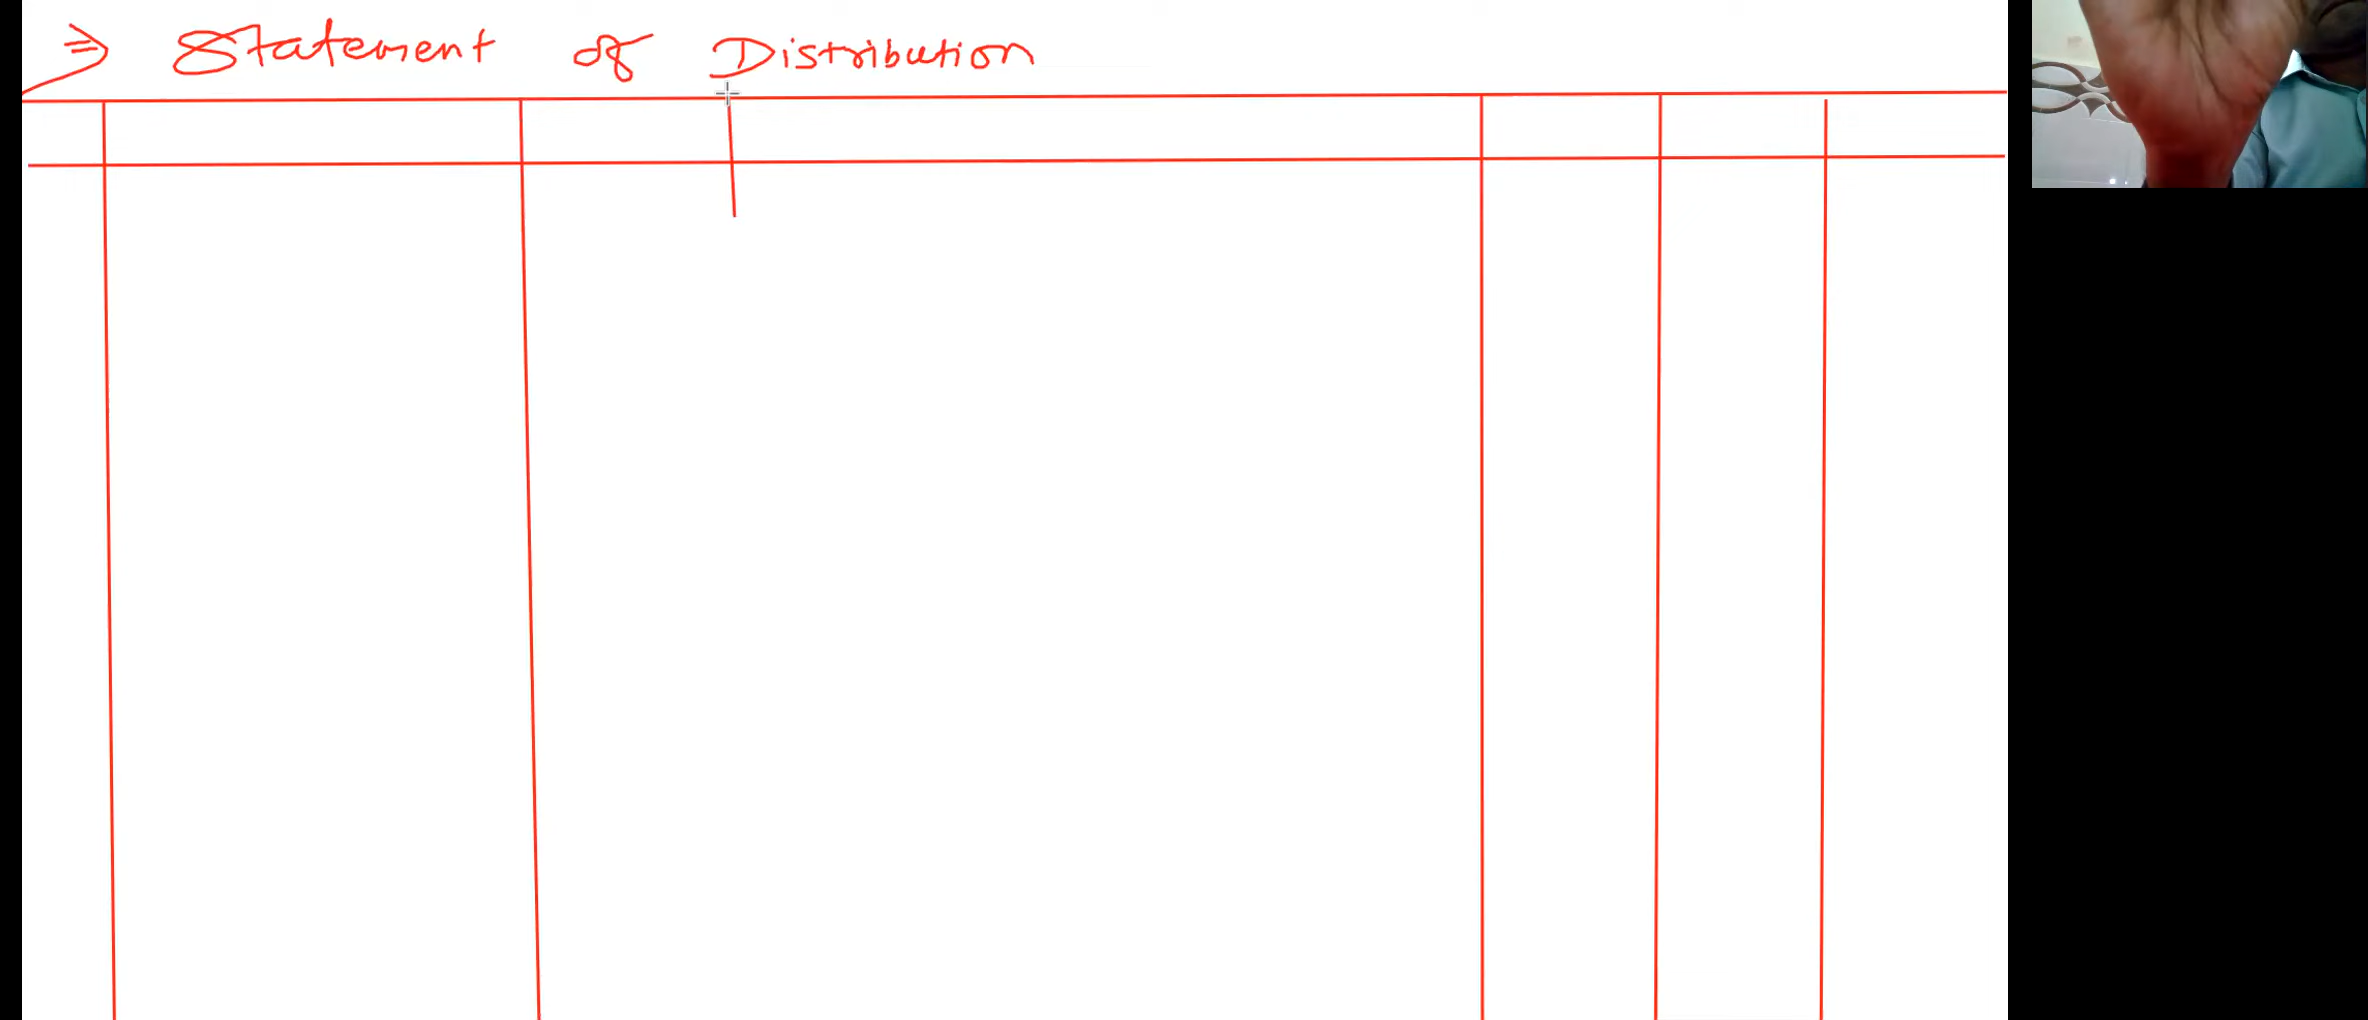 ⇒ Statement of Distribution